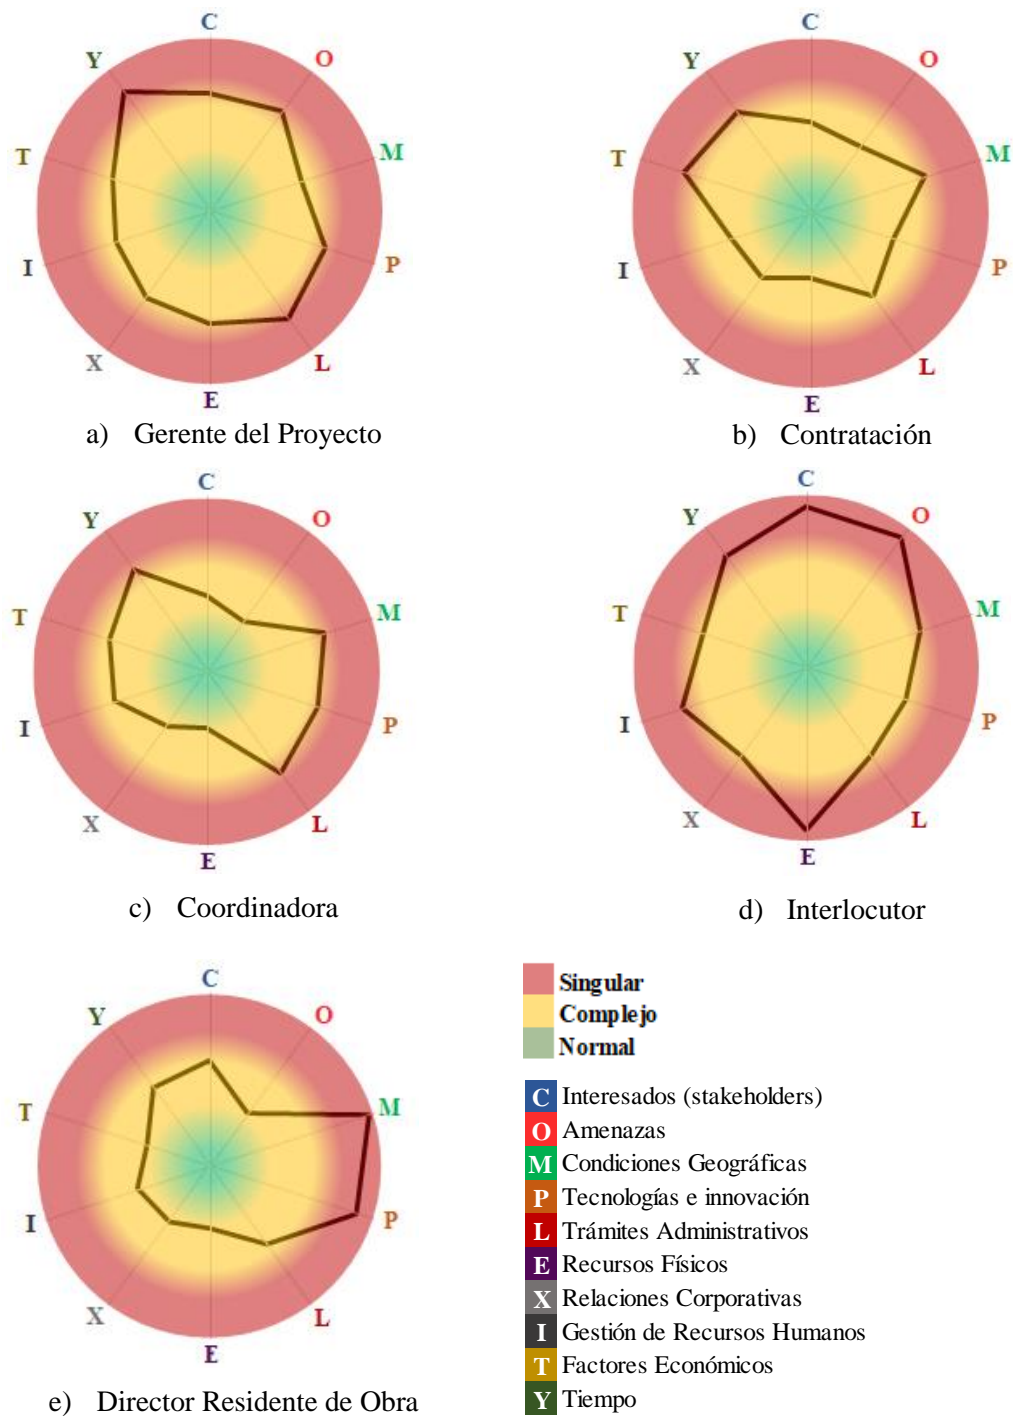 C
Y O
T M
I P
X L
E
a) Gerente del Proyecto
C
Y O
T M
I P
X L
E
b) Contratación
C
Y O
T M
I P
X L
E
c) Coordinadora
C
Y O
T M
I P
X L
E
d) Interlocutor
C
Y O
T M
I P
X L
E
e) Director Residente de Obra
Singular
Complejo
Normal
C Interesados (stakeholders)
O Amenazas
M Condiciones Geográficas
P Tecnologías e innovación
L Trámites Administrativos
E Recursos Físicos
X Relaciones Corporativas
I Gestión de Recursos Humanos
T Factores Económicos
Y Tiempo